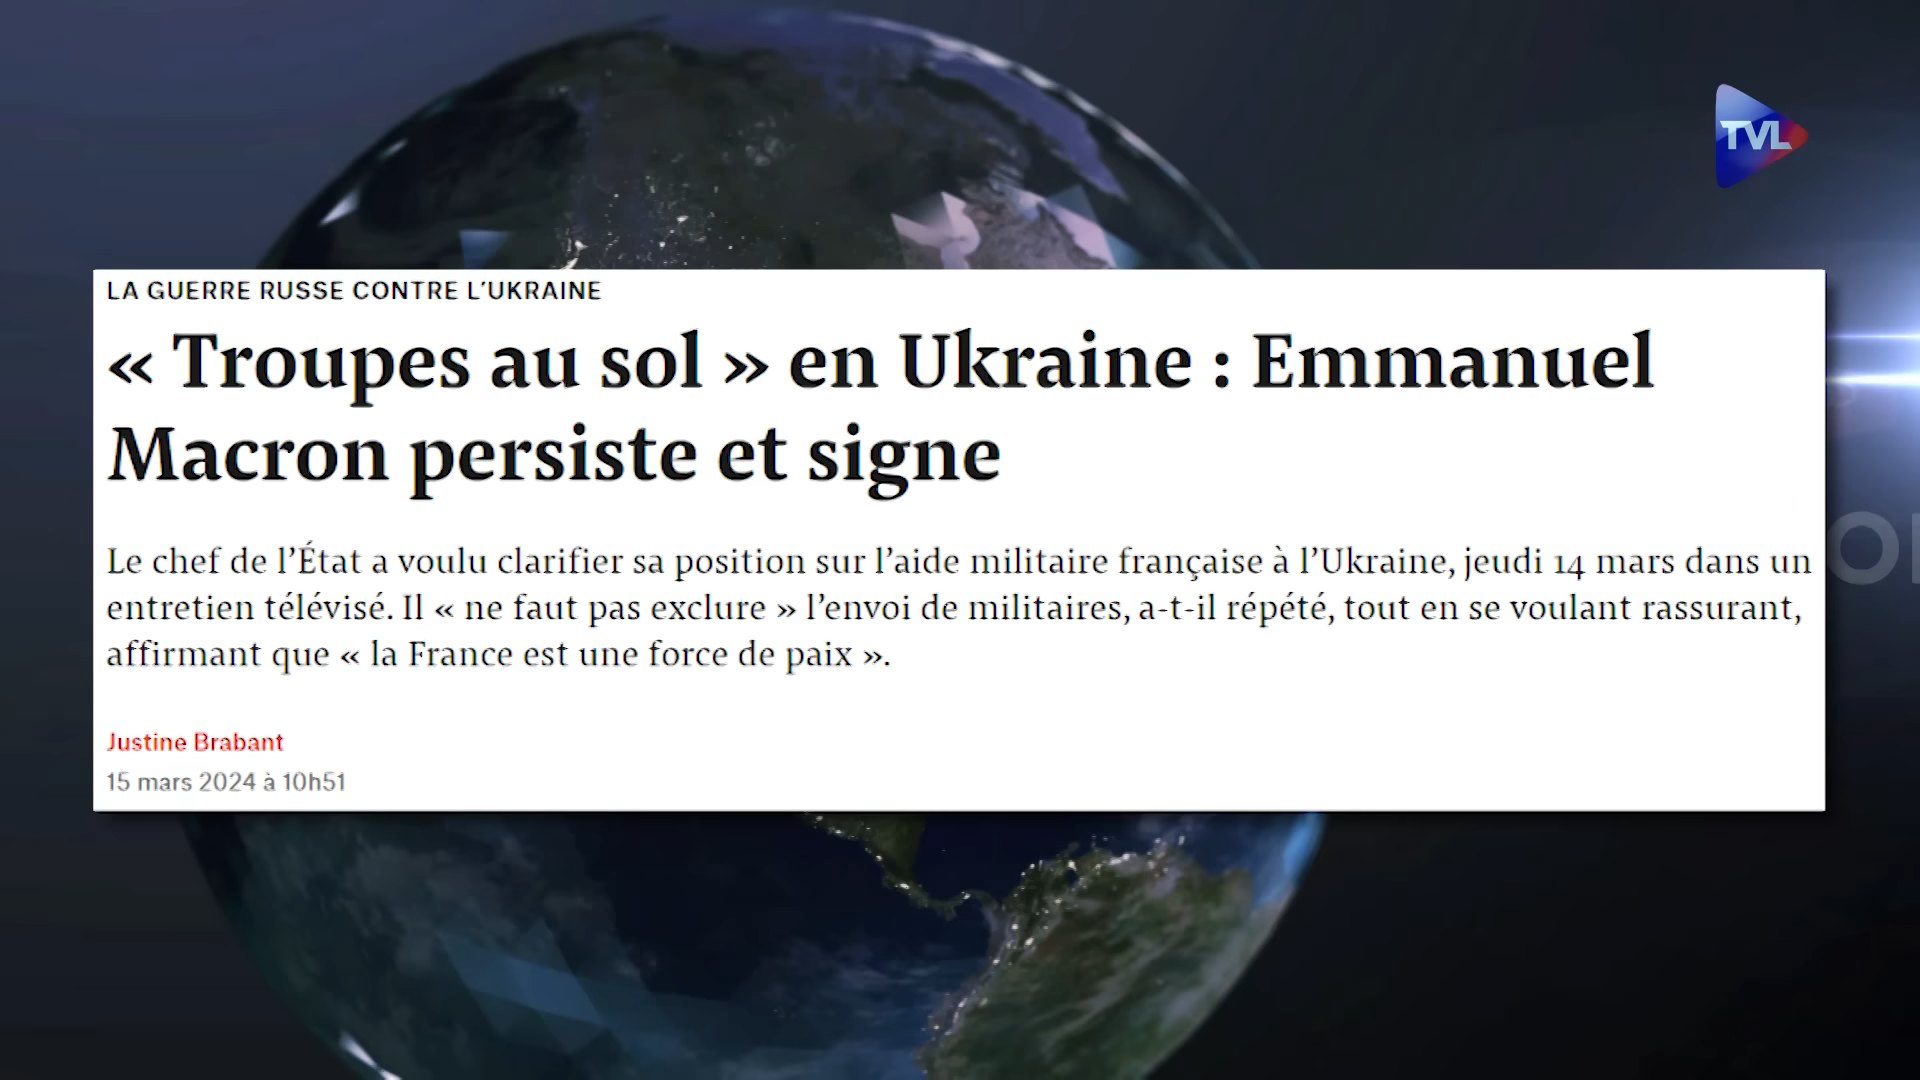 TVL
LA GUERRE RUSSE CONTRE L’UKRAINE
« Troupes au sol » en Ukraine : Emmanuel
Macron persiste et signe
Le chef de l’État a voulu clarifier sa position sur l’aide militaire française à l’Ukraine, jeudi 14 mars dans un
entretien télévisé. Il « ne faut pas exclure » l’envoi de militaires, a-t-il répété, tout en se voulant rassurant,
affirmant que « la France est une force de paix ».
Justine Brabant
15 mars 2024 à 10h51